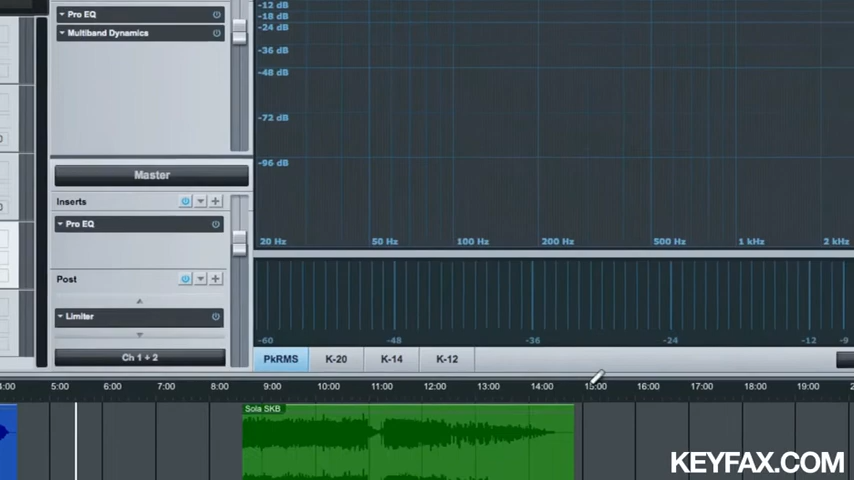 -12 dB
-18 dB
-24 dB
-36 dB
-48 dB
-72 dB
-96 dB
Pro EQ
Multiband Dynamics
Master
Inserts
Pro EQ
Post
Limiter
Ch 1 + 2
20 Hz 50 Hz 100 Hz 200 Hz 500 Hz 1 kHz 2 kHz
-60 -48 -36 -24 -12 -9
PkRMS K-20 K-14 K-12
5:00 6:00 7:00 8:00 9:00 10:00 11:00 12:00 13:00 14:00 15:00 16:00 17:00 18:00 19:00
Sola SKB
KEYFAX.COM